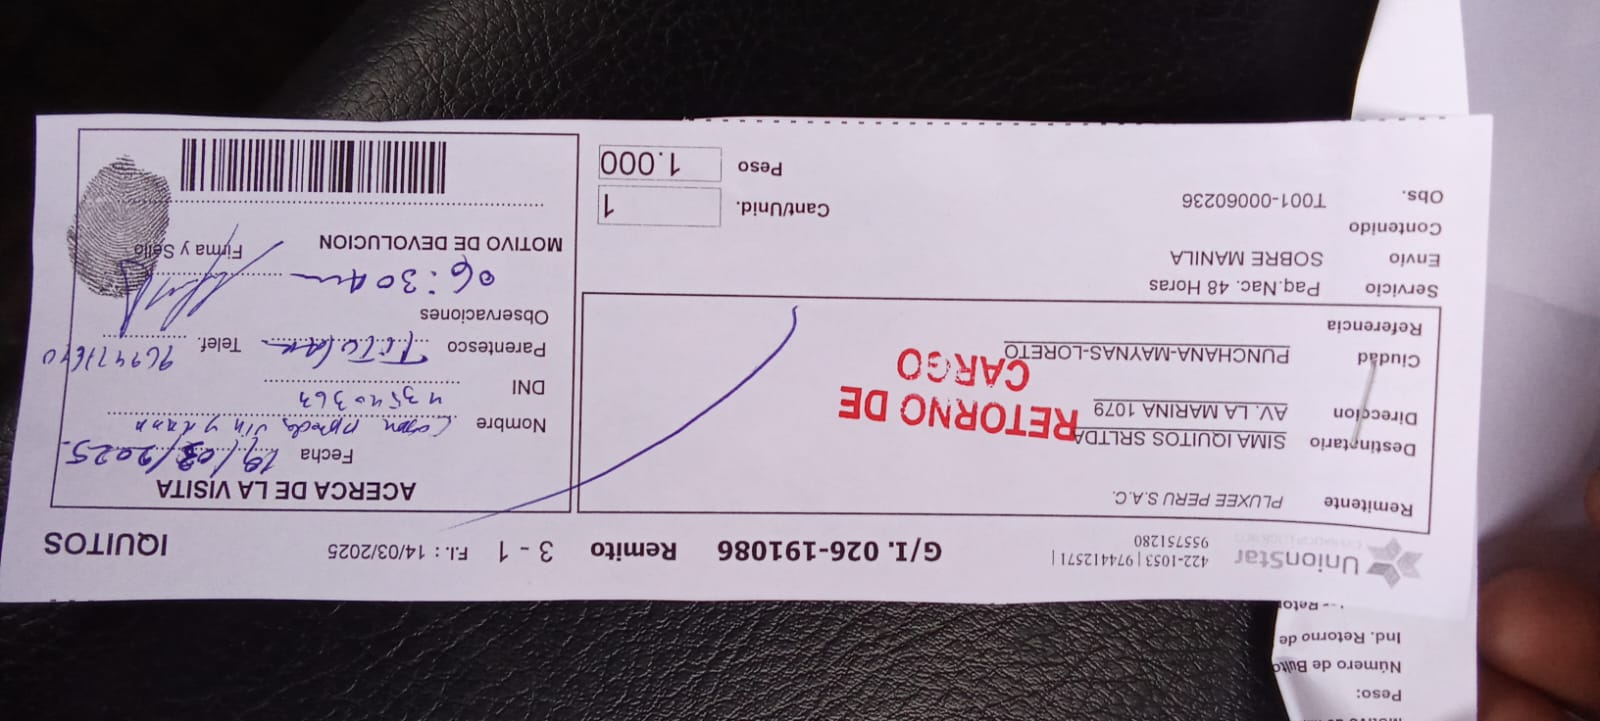 UnionStar
422-1053 | 974412571 |
957571280
G/I. 026-191086 Remito 3 - 1 F.I. : 14/03/2025 IQUITOS
Remitente PLUXEE PERU S.A.C.
Destinatario SIMA IQUITOS SRLTDA
Direccion AV. LA MARINA 1079
Ciudad PUNCHANA-MAYNAS-LORETO
Referencia
RETORNO DE
CARGO
Servicio Paq.Nac. 48 Horas
Envio SOBRE MANILA
Contenido
Obs. T001-00060236
Cant/Unid. 1
Peso 1.000
ACERCA DE LA VISITA
Fecha 19/03/2025
Nombre
DNI 43540363
Parentesco Titular Telef.
Observaciones
06:30 Am
Firma y Sello
MOTIVO DE DEVOLUCION
Peso:
Número de Bulto
Ind. Retorno de